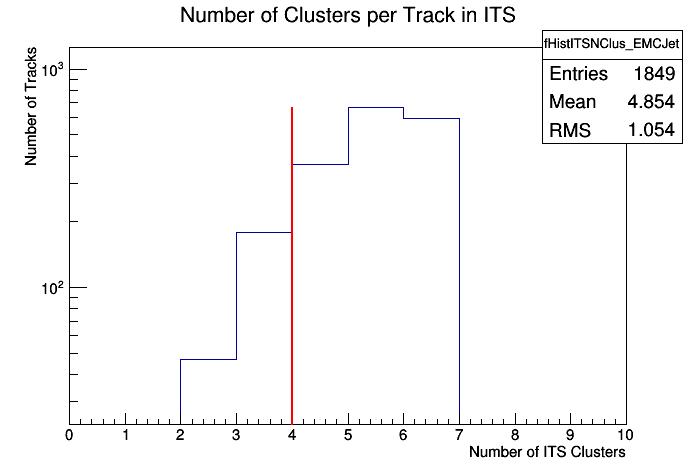 Number of Clusters per Track in ITS
fHistITSNClus_EMCJet
Entries 1849
Mean 4.854
RMS 1.054
Number of Tracks
10³
10²
0 1 2 3 4 5 6 7 8 9 10
Number of ITS Clusters